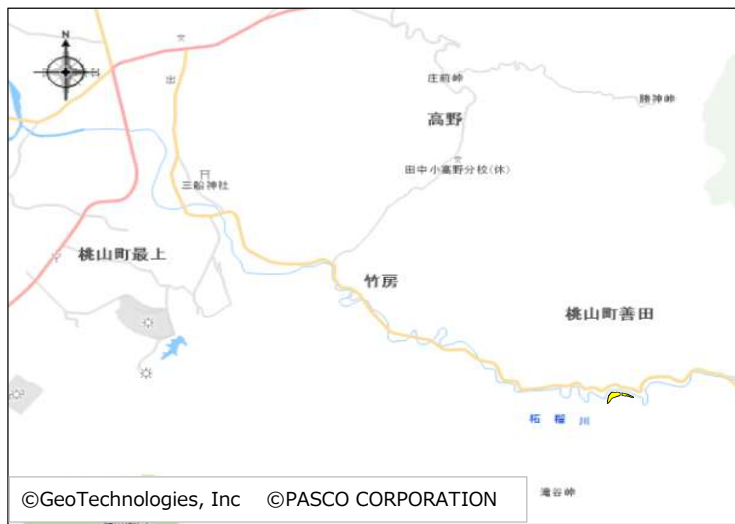 N
庄前峠
勝神峠
高野
田中小高野分校(休)
三船神社
桃山町最上
竹房
桃山町善田
柘榴川
滝谷峠
©GeoTechnologies, Inc ©PASCO CORPORATION